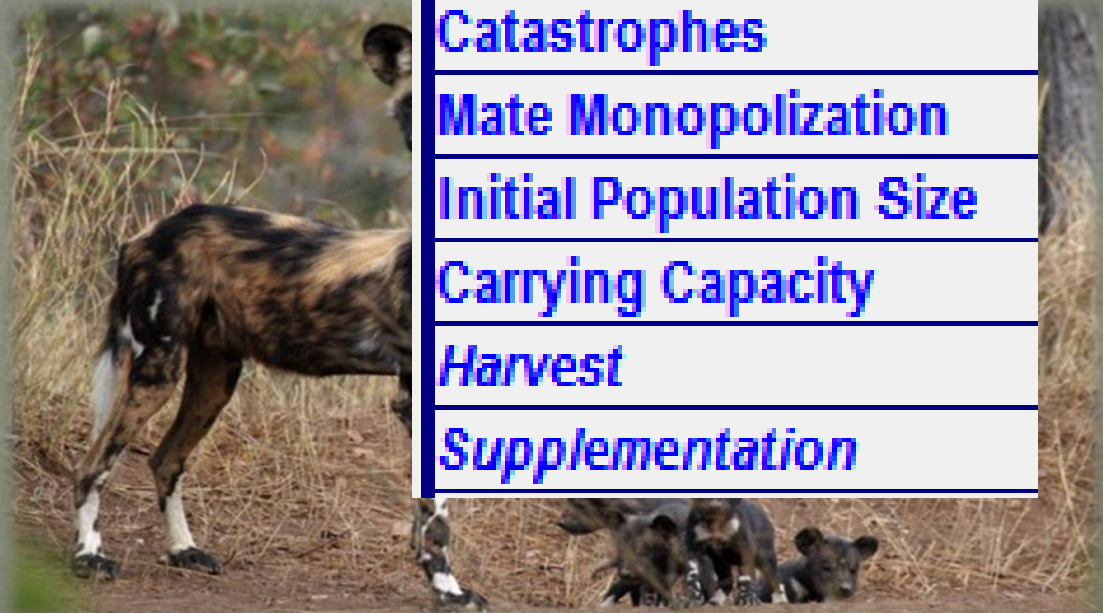 Catastrophes
Mate Monopolization
Initial Population Size
Carrying Capacity
Harvest
Supplementation